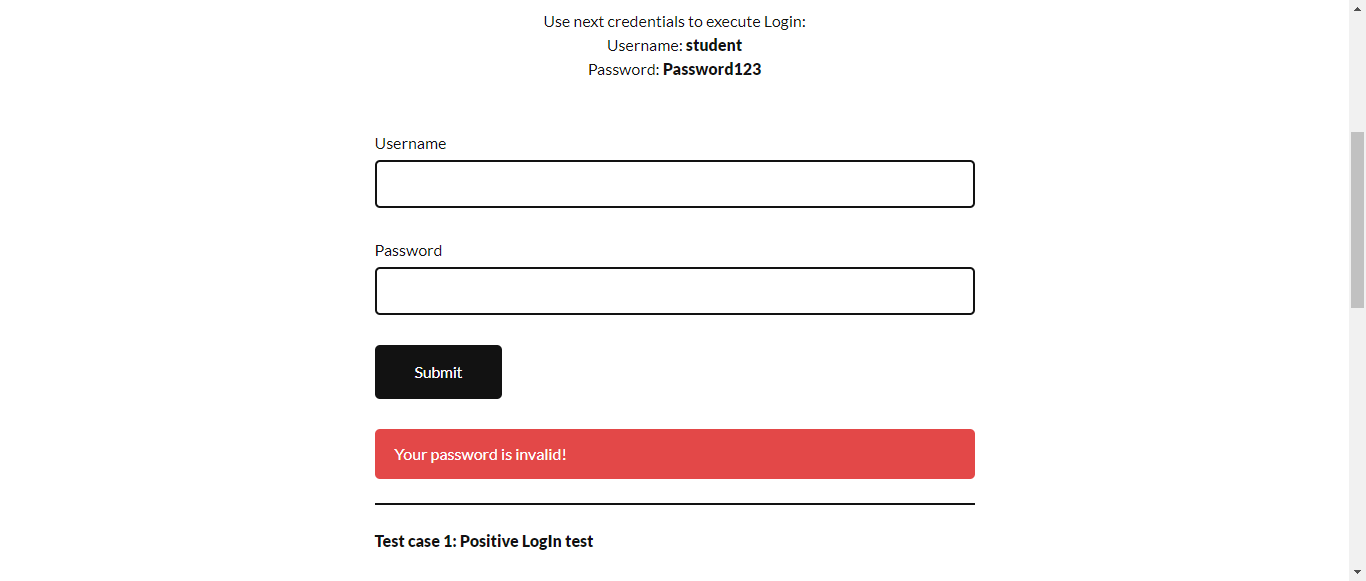 Use next credentials to execute Login:
Username: student
Password: Password123
Username
Password
Submit
Your password is invalid!
Test case 1: Positive LogIn test